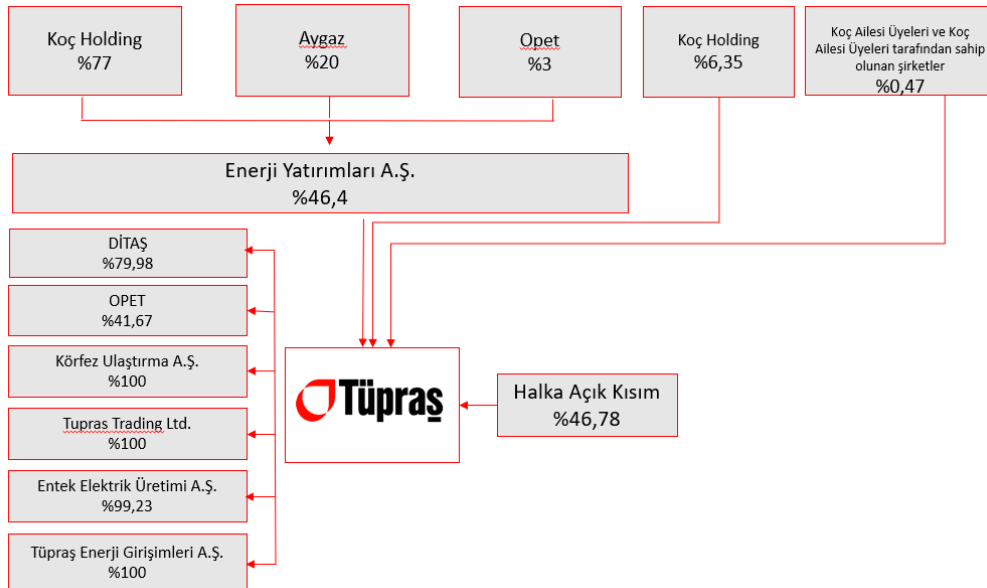 Koç Holding
%77
Aygaz
%20
Opet
%3
Koç Holding
%6,35
Koç Ailesi Üyeleri ve Koç
Ailesi Üyeleri tarafından sahip
olunan şirketler
%0,47
Enerji Yatırımları A.Ş.
%46,4
DİTAŞ
%79,98
OPET
%41,67
Körfez Ulaştırma A.Ş.
%100
Tupras Trading Ltd.
%100
Entek Elektrik Üretimi A.Ş.
%99,23
Tüpraş Enerji Girişimleri A.Ş.
%100
Tüpraş
Halka Açık Kısım
%46,78